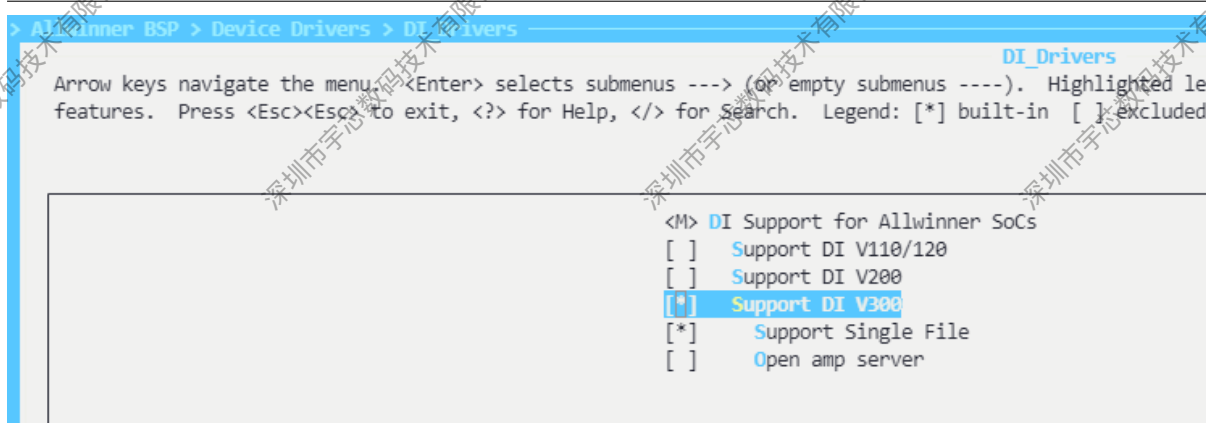 > Allwinner BSP > Device Drivers > DI_Drivers
DI_Drivers
Arrow keys navigate the menu. <Enter> selects submenus ---> (or empty submenus ----). Highlighted le
features. Press <Esc><Esc> to exit, <?> for Help, </> for Search. Legend: [*] built-in [ ] excluded
<M> DI Support for Allwinner SoCs
[ ] Support DI V110/120
[ ] Support DI V200
[*] Support DI V300
[*] Support Single File
[ ] Open amp server
深圳市宇芯数码技术有限
深圳市宇芯数码技术有限
深圳市宇芯数码技术有